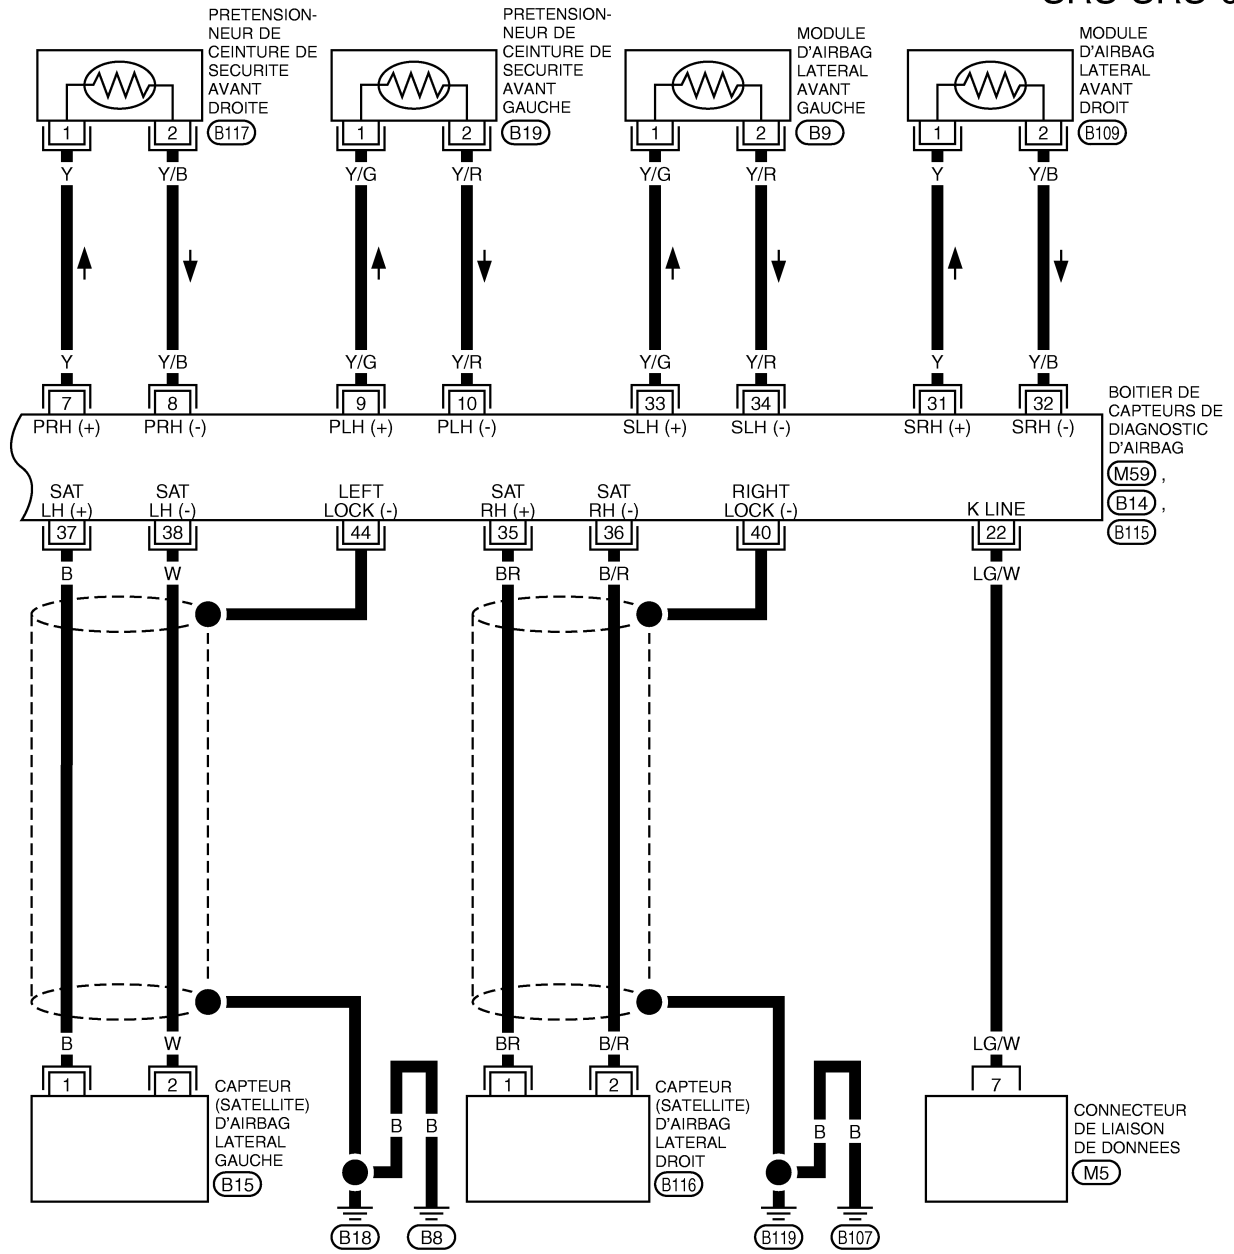 PRETENSION-
NEUR DE
CEINTURE DE
SECURITE
AVANT
DROITE
B117
PRETENSION-
NEUR DE
CEINTURE DE
SECURITE
AVANT
GAUCHE
B19
MODULE
D'AIRBAG
LATERAL
AVANT
GAUCHE
B9
MODULE
D'AIRBAG
LATERAL
AVANT
DROIT
B109
1 2 1 2 1 2 1 2
Y Y/B Y/G Y/R Y/G Y/R Y Y/B
Y Y/B Y/G Y/R Y/G Y/R Y Y/B
7 8 9 10 33 34 31 32
PRH (+) PRH (-) PLH (+) PLH (-) SLH (+) SLH (-) SRH (+) SRH (-)
BOITIER DE
CAPTEURS DE
DIAGNOSTIC
D'AIRBAG
M59 ,
B14 ,
B115
SAT SAT LEFT SAT SAT RIGHT
LH (+) LH (-) LOCK (-) RH (+) RH (-) LOCK (-) K LINE
37 38 44 35 36 40 22
B W BR B/R LG/W
B W BR B/R LG/W
1 2 1 2 7
CAPTEUR
(SATELLITE)
D'AIRBAG
LATERAL
GAUCHE
B15
B B
B18 B8
CAPTEUR
(SATELLITE)
D'AIRBAG
LATERAL
DROIT
B116
B B
B119 B107
CONNECTEUR
DE LIAISON
DE DONNEES
M5